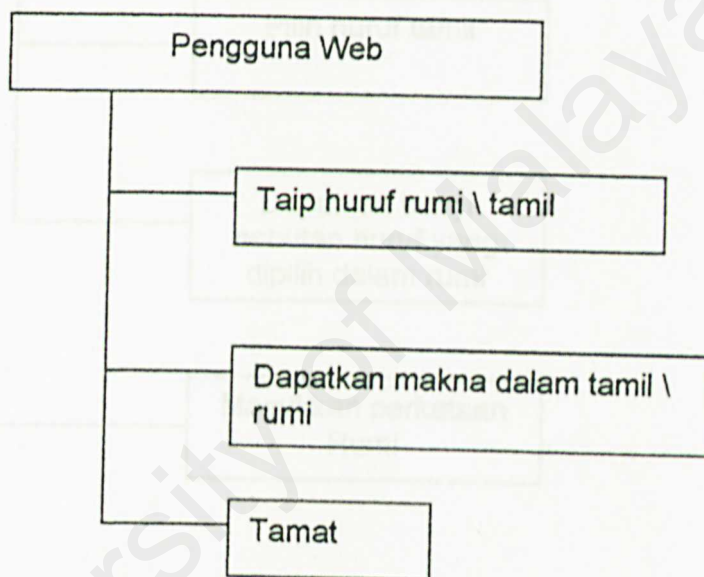 Pengguna Web
Taip huruf rumi \ tamil
Dapatkan makna dalam tamil \
rumi
Tamat